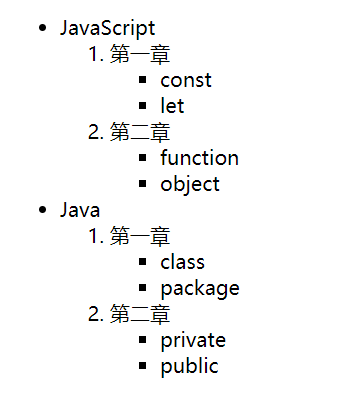 JavaScript
1. 第一章
const
let
2. 第二章
function
object
Java
1. 第一章
class
package
2. 第二章
private
public